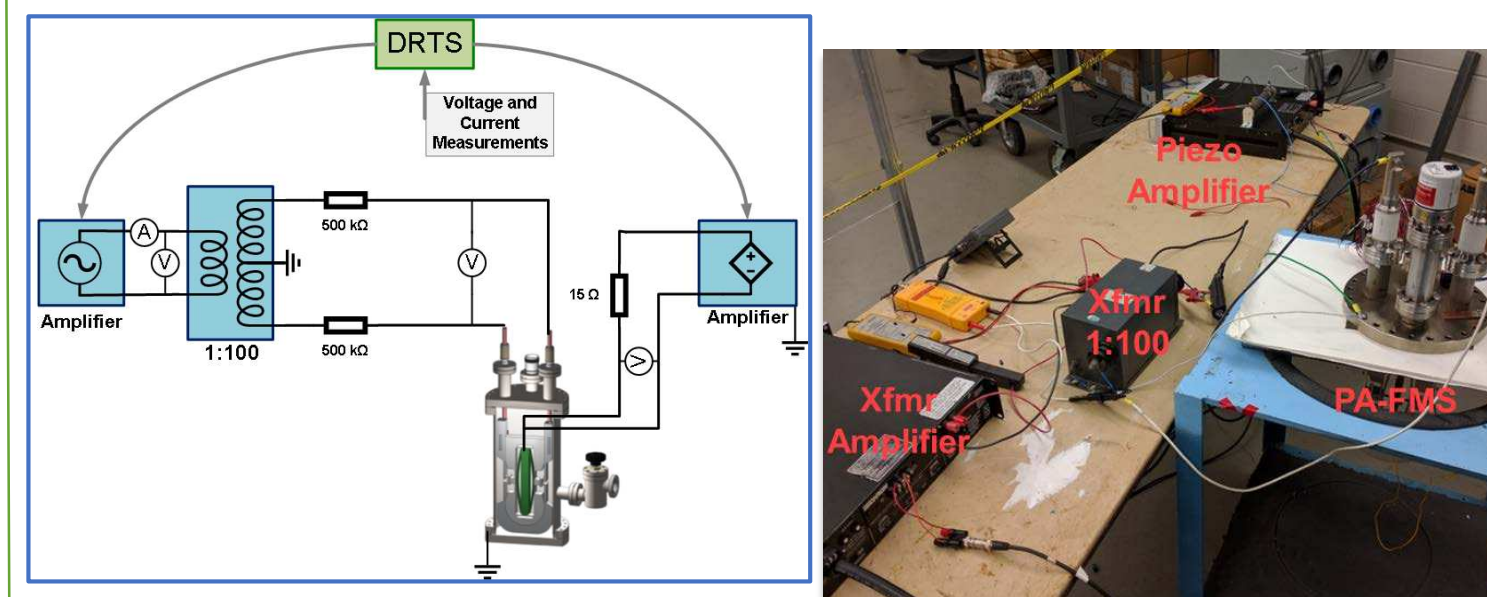 DRTS
Voltage and
Current
Measurements
500 kΩ
A
V
V
15 Ω
Amplifier
1:100
500 kΩ
V
Amplifier
Piezo
Amplifier
Xfmr
1:100
Xfmr
Amplifier
PA-FMS